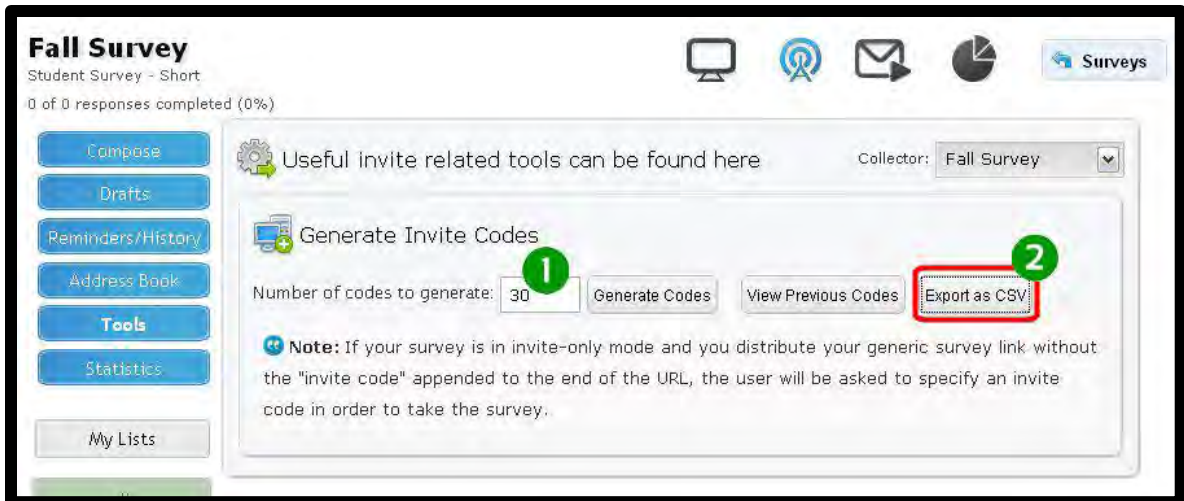 Fall Survey
Student Survey - Short
0 of 0 responses completed (0%)
Surveys
Compose
Drafts
Reminders/History
Address Book
Tools
Statistics
My Lists
Useful invite related tools can be found here
Collector: Fall Survey
Generate Invite Codes
1
2
Number of codes to generate: 30 Generate Codes View Previous Codes Export as CSV
Note: If your survey is in invite-only mode and you distribute your generic survey link without
the "invite code" appended to the end of the URL, the user will be asked to specify an invite
code in order to take the survey.